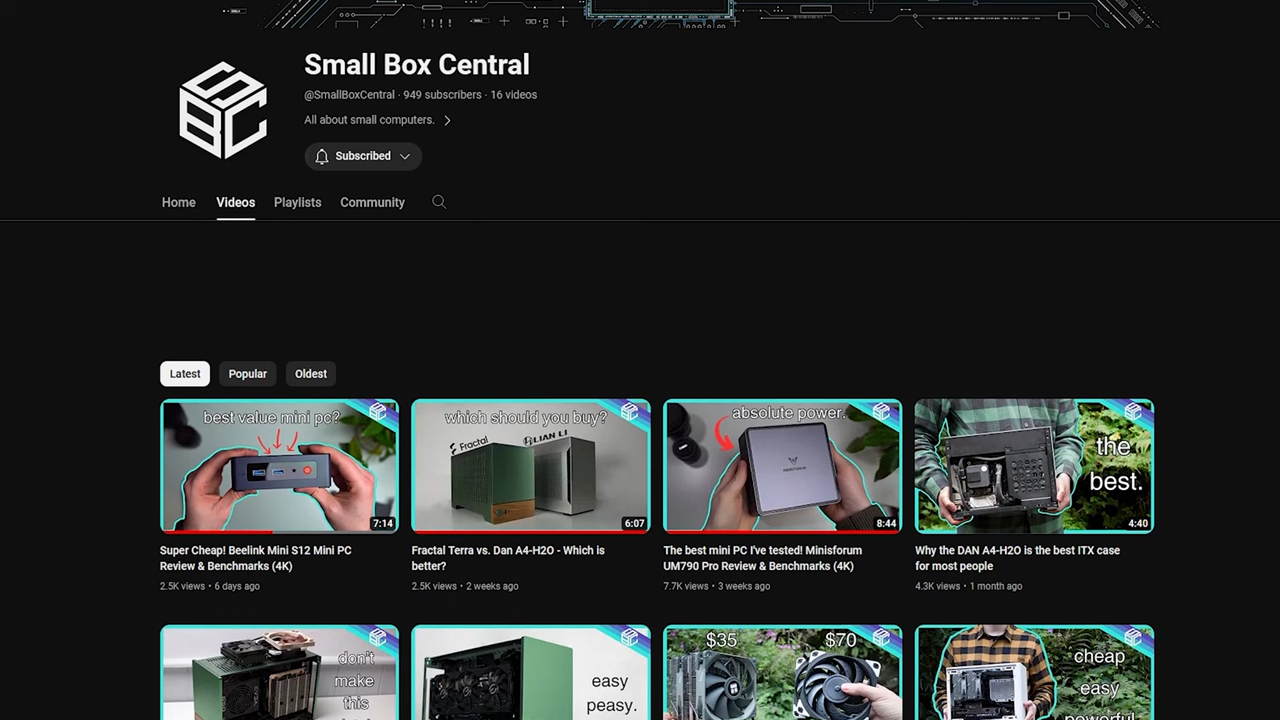 Small Box Central
@SmallBoxCentral · 949 subscribers · 16 videos
All about small computers.
Subscribed
Home Videos Playlists Community
Latest Popular Oldest
best value mini pc?
7:14
which should you buy?
Fractal
LIAN LI
6:07
absolute power.
8:44
the
best.
4:40
Super Cheap! Beelink Mini S12 Mini PC
Review & Benchmarks (4K)
2.5K views · 6 days ago
Fractal Terra vs. Dan A4-H2O - Which is
better?
2.5K views · 2 weeks ago
The best mini PC I've tested! Minisforum
UM790 Pro Review & Benchmarks (4K)
7.7K views · 3 weeks ago
Why the DAN A4-H2O is the best ITX case
for most people
4.3K views · 1 month ago
don't
make
this
easy
peasy.
$35 $70
cheap
easy
powerful